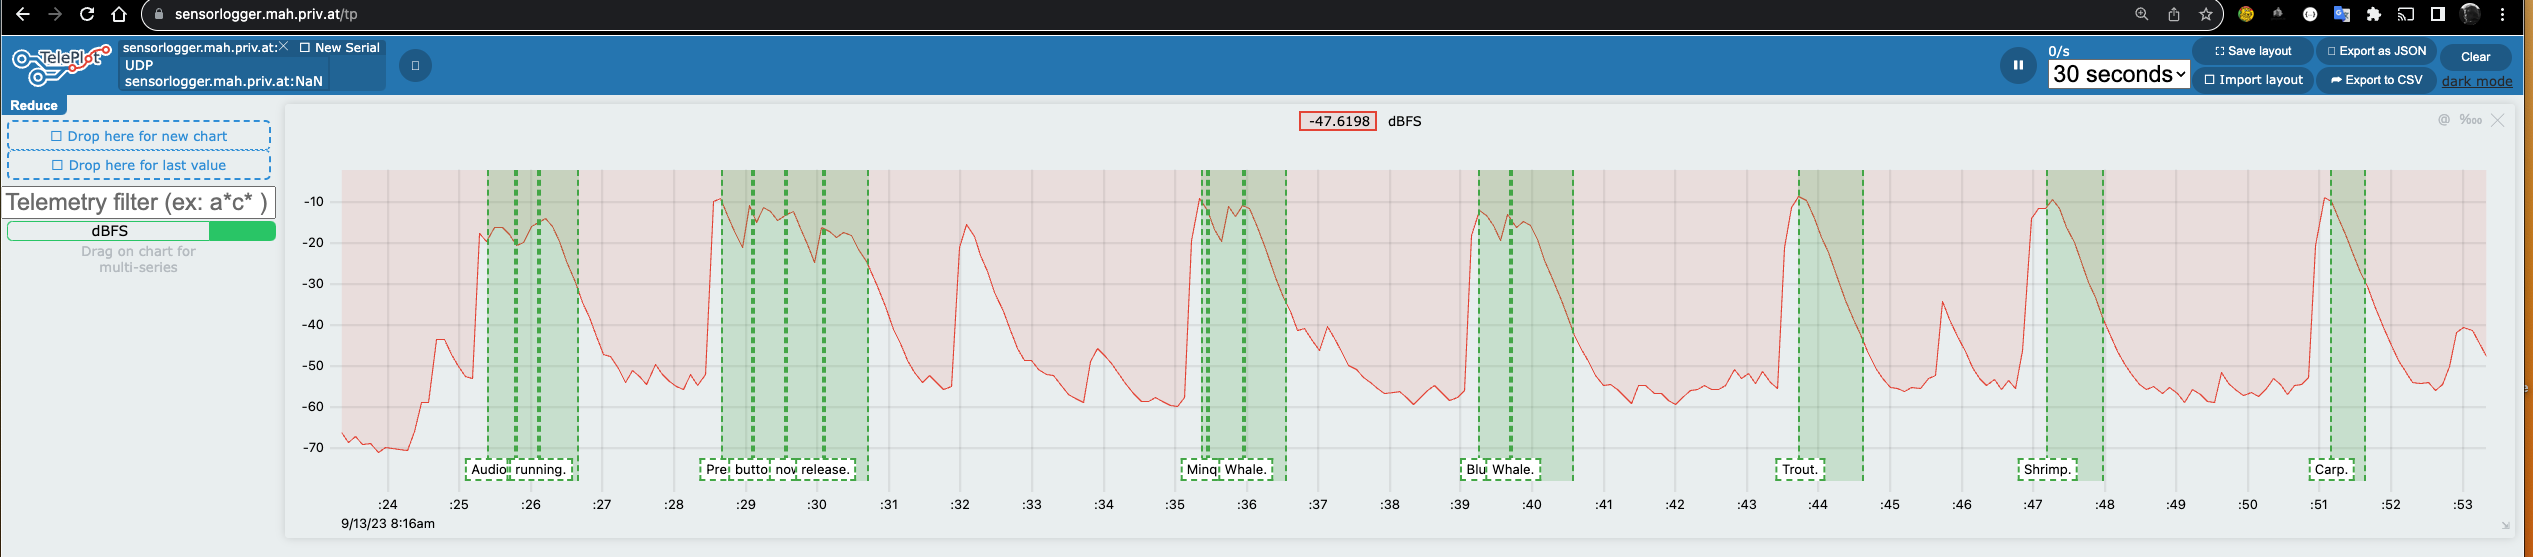 sensorlogger.mah.priv.at/tp
TelePlot
sensorlogger.mah.priv.at:
New Serial
UDP
sensorlogger.mah.priv.at:NaN
0/s
30 seconds
Save layout
Export as JSON
Clear
Import layout
Export to CSV
dark mode
Reduce
Drop here for new chart
Drop here for last value
Telemetry filter (ex: a*c* )
dBFS
Drag on chart for
multi-series
-47.6198 dBFS
@ ‱
-10
-20
-30
-40
-50
-60
-70
Audio running. Pre butto nov release. Minq Whale. Blu Whale. Trout. Shrimp. Carp.
:24 :25 :26 :27 :28 :29 :30 :31 :32 :33 :34 :35 :36 :37 :38 :39 :40 :41 :42 :43 :44 :45 :46 :47 :48 :49 :50 :51 :52 :53
9/13/23 8:16am